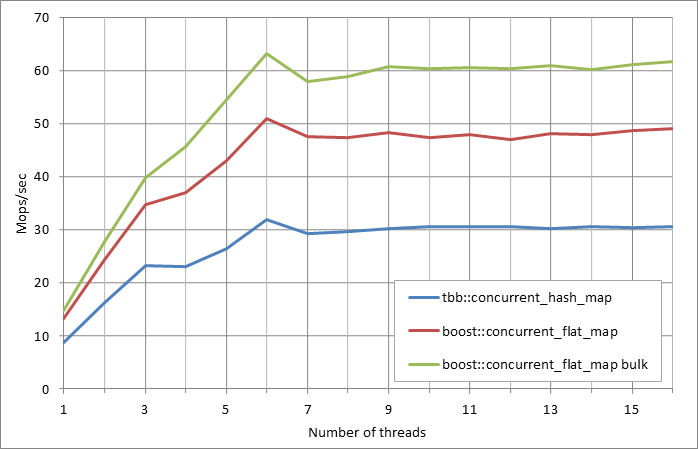 70
60
50
40
30
20
10
0
Mops/sec
tbb::concurrent_hash_map
boost::concurrent_flat_map
boost::concurrent_flat_map bulk
1 3 5 7 9 11 13 15
Number of threads